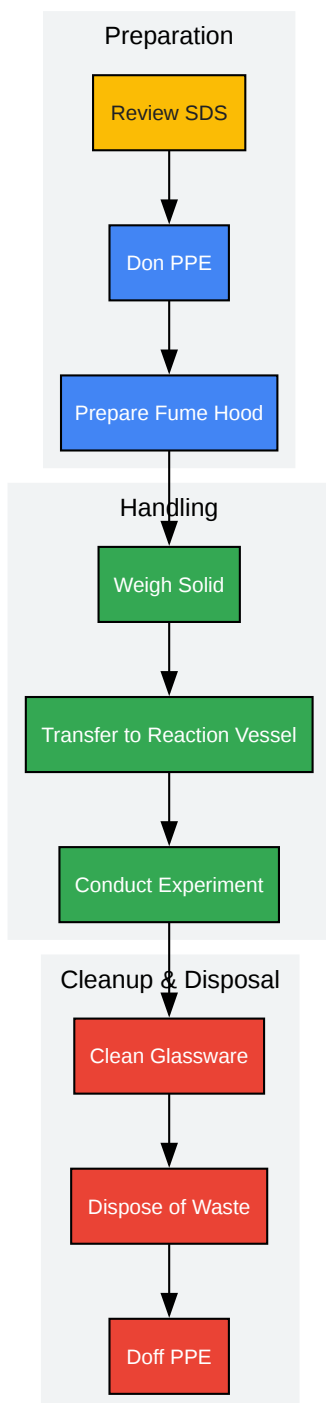 Preparation
Review SDS
Don PPE
Prepare Fume Hood
Handling
Weigh Solid
Transfer to Reaction Vessel
Conduct Experiment
Cleanup & Disposal
Clean Glassware
Dispose of Waste
Doff PPE